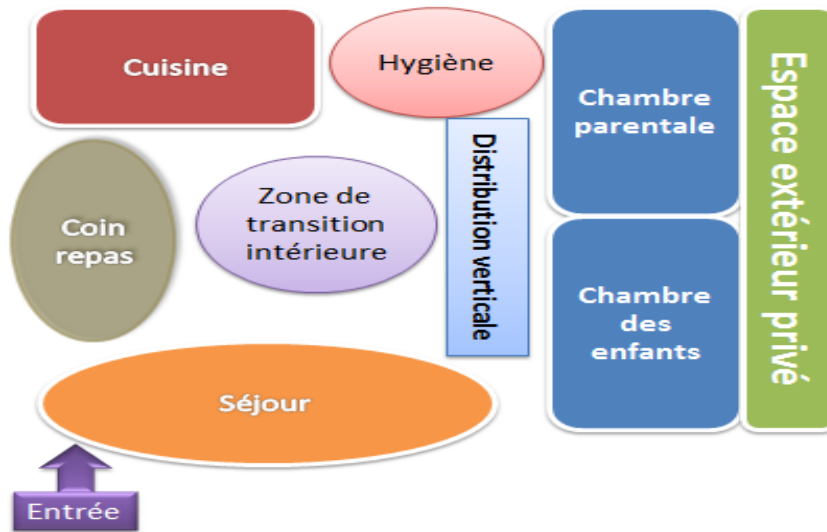 Cuisine
Hygiène
Chambre
parentale
Espace extérieur privé
Distribution verticale
Zone de
transition
intérieure
Coin
repas
Chambre
des
enfants
Séjour
Entrée